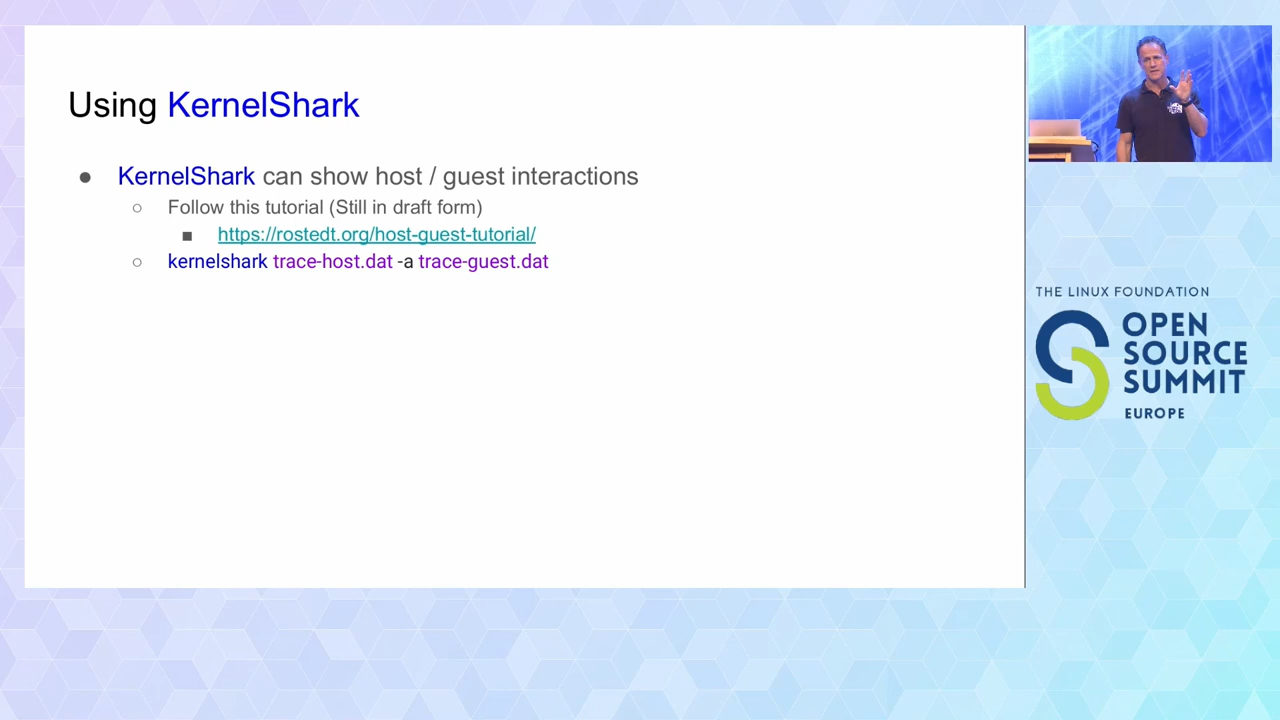 Using KernelShark
● KernelShark can show host / guest interactions
○ Follow this tutorial (Still in draft form)
■ https://rostedt.org/host-guest-tutorial/
○ kernelshark trace-host.dat -a trace-guest.dat
THE LINUX FOUNDATION
OPEN
SOURCE
SUMMIT
EUROPE